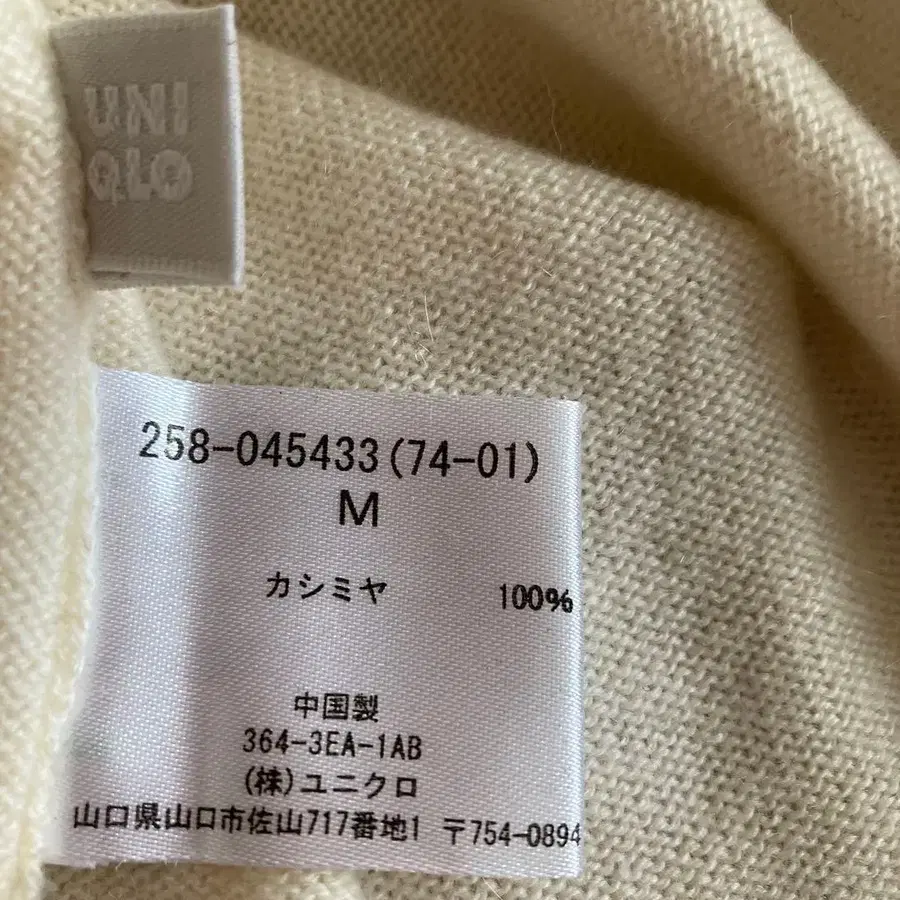 UNI
QLO
258-045433(74-01)
M
カシミヤ 100%
中国製
364-3EA-1AB
(株)ユニクロ
山口県山口市佐山717番地1 〒754-0894